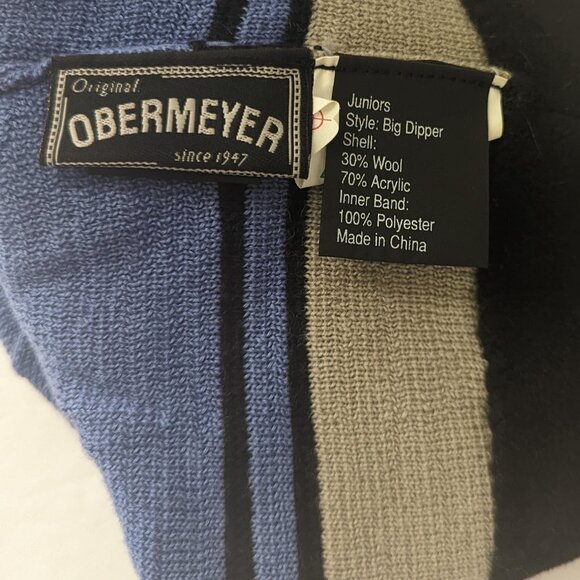 Original
OBERMEYER
since 1947
Juniors
Style: Big Dipper
Shell:
30% Wool
70% Acrylic
Inner Band:
100% Polyester
Made in China